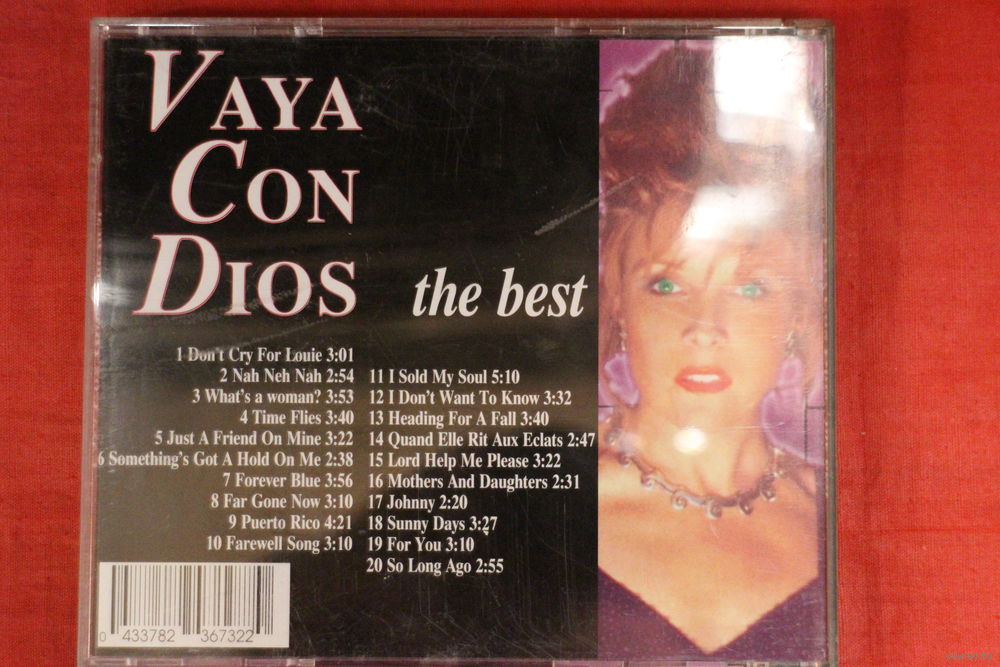 VAYA
CON
DIOS
the best
1 Don't Cry For Louie 3:01
2 Nah Neh Nah 2:54
3 What's a woman? 3:53
4 Time Flies 3:40
5 Just A Friend On Mine 3:22
6 Something's Got A Hold On Me 2:38
7 Forever Blue 3:56
8 Far Gone Now 3:10
9 Puerto Rico 4:21
10 Farewell Song 3:10
11 I Sold My Soul 5:10
12 I Don't Want To Know 3:32
13 Heading For A Fall 3:40
14 Quand Elle Rit Aux Eclats 2:47
15 Lord Help Me Please 3:22
16 Mothers And Daughters 2:31
17 Johnny 2:20
18 Sunny Days 3:27
19 For You 3:10
20 So Long Ago 2:55
0 433782 367322